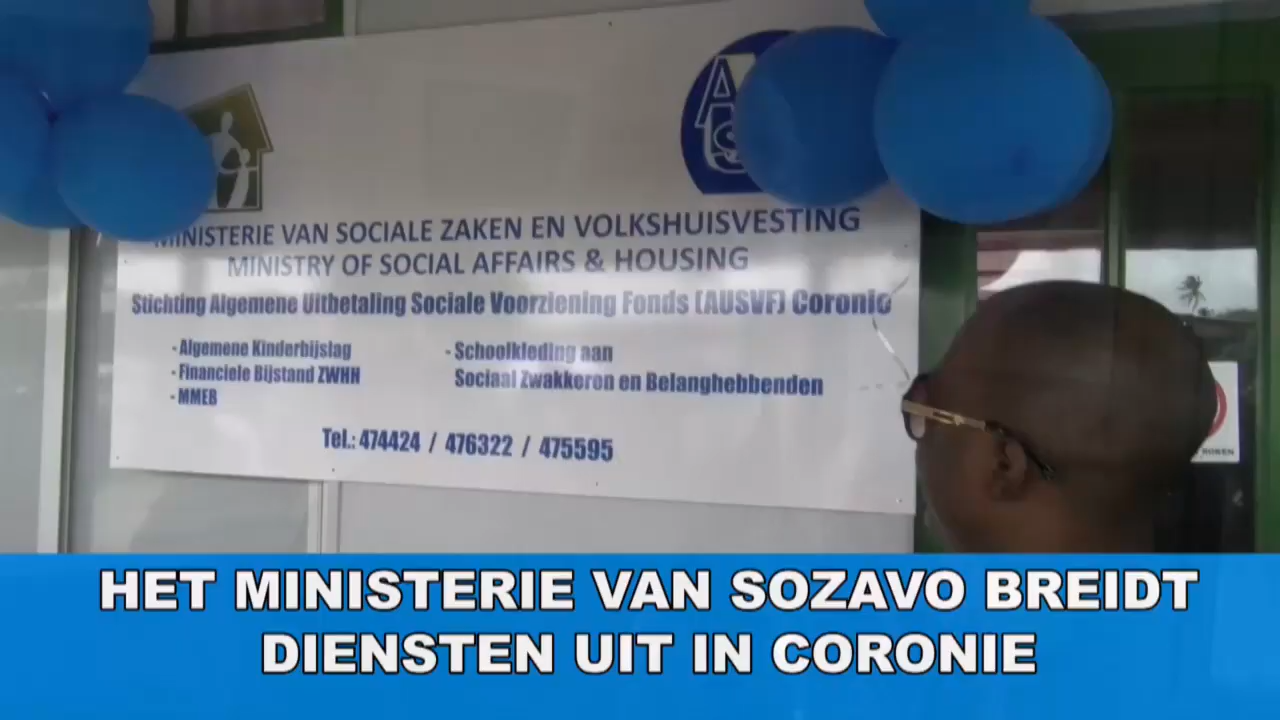 MINISTERIE VAN SOCIALE ZAKEN EN VOLKSHUISVESTING
MINISTRY OF SOCIAL AFFAIRS & HOUSING
Stichting Algemene Uitbetaling Sociale Voorziening Fonds (AUSVF) Coronie
- Algemene Kinderbijslag
- Financiele Bijstand ZWHH
- MMEB
- Schoolkleding aan
Sociaal Zwakkeren en Belanghebbenden
Tel.: 474424 / 476322 / 475595
HET MINISTERIE VAN SOZAVO BREIDT
DIENSTEN UIT IN CORONIE